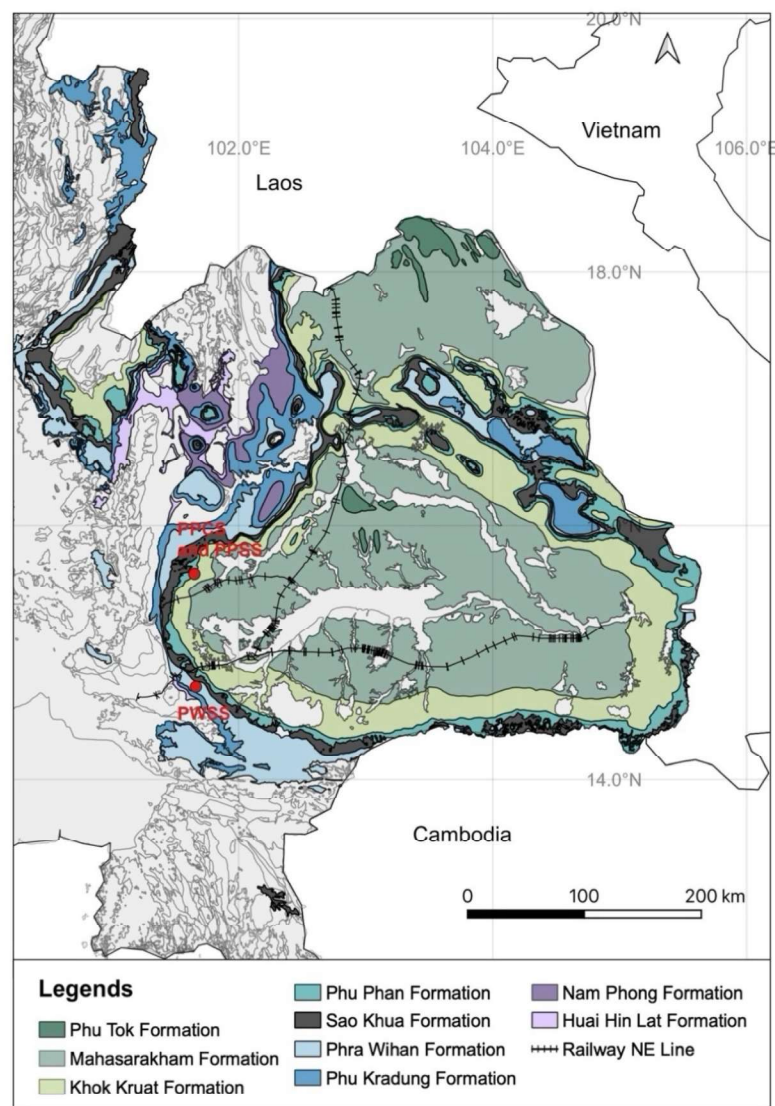 20.0°N
Vietnam
102.0°E
104.0°E
106.0°E
Laos
18.0°N
PPCS
and PPSS
PWSS
14.0°N
Cambodia
0 100 200 km
Legends
Phu Tok Formation
Mahasarakham Formation
Khok Kruat Formation
Phu Phan Formation
Sao Khua Formation
Phra Wihan Formation
Phu Kradung Formation
Nam Phong Formation
Huai Hin Lat Formation
Railway NE Line